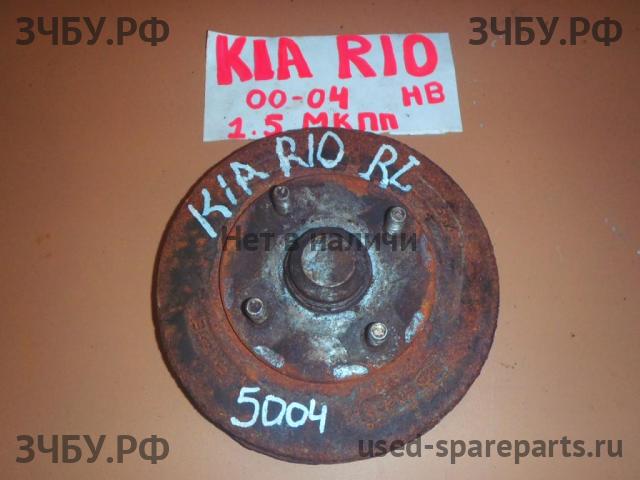 ЗЧБУ.РФ
ЗЧБУ.РФ
KIA RIO
00-04 HB
1.5 МКПП
KIA RIO RL
Нет в наличи
5004
ЗЧБУ.РФ
used-spareparts.ru